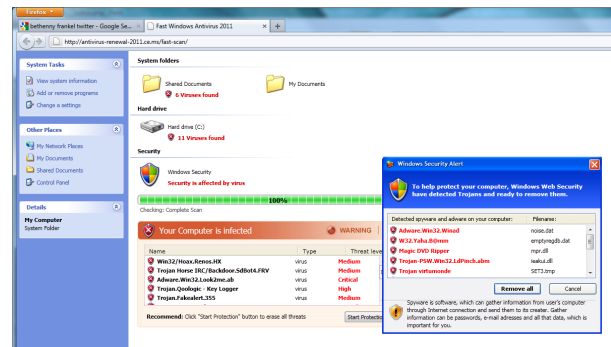 Firefox
bethenny frankel twitter - Google Se...
Fast Windows Antivirus 2011
http://antivirus-renewal-2011.ce.ms/fast-scan/
System Tasks
View system information
Add or remove programs
Change a settings
Other Places
My Network Places
My Documents
Shared Documents
Control Panel
Details
My Computer
System Folder
System folders
Shared Documents
6 Viruses found
My Documents
Hard drive
Hard drive (C:)
11 Viruses found
Security
Windows Security
Security is affected by virus
100%
Checking: Complete Scan
Your Computer is infected
WARNING
Name Type Threat leve
Win32/Hoax.Renos.HX virus Medium
Trojan Horse IRC/Backdoor.SdBot4.FRV virus Medium
Adware.Win32.Look2me.ab virus Critical
Trojan.Qoologic - Key Logger virus High
Trojan.Fakealert.355 virus Medium
Recommend: Click "Start Protection" button to erase all threats
Start Protectio
Windows Security Alert
To help protect your computer, Windows Web Security
have detected Trojans and ready to remove them.
Detected spyware and adware on your computer: Filenames:
Adware.Win32.Winad noise.dat
W32.Yaha.B@mm emptyregdb.dat
Magic DVD Ripper mpr.dll
Trojan-PSW.Win32.LdPinch.abm
Trojan virtumonde SET3.tmp
Remove all
Cancel
Spyware is software, which can gather information from user's computer
through Internet connection and send them to its creator. Gather
information can be passwords, e-mail adresses and all that data, which is
important for you.